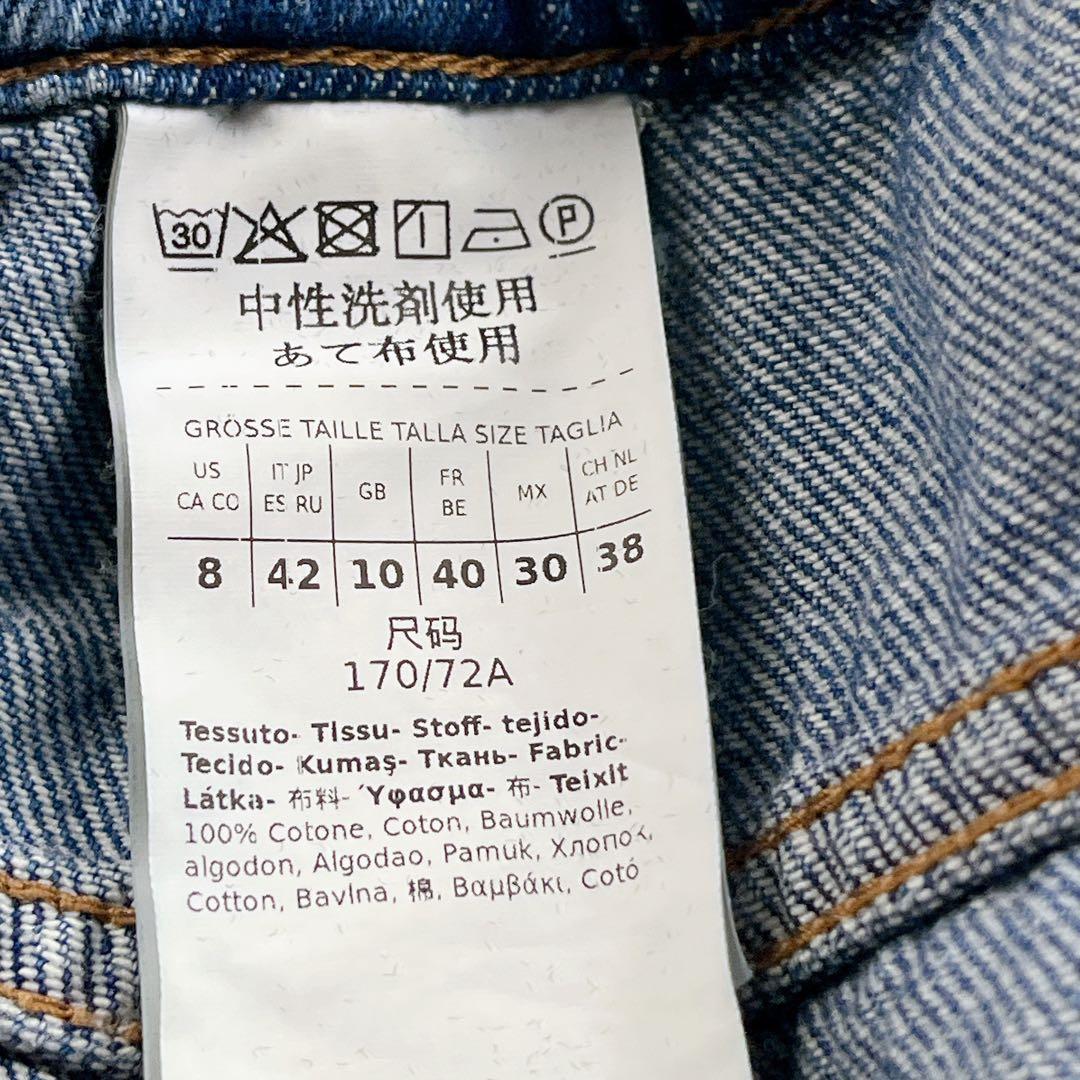 30 P
中性洗剤使用
あて布使用
GRÖSSE TAILLE TALLA SIZE TAGLIA
US CA CO IT JP ES RU GB FR BE MX CH NL AT DE
8 42 10 40 30 38
尺码
170/72A
Tessuto- Tissu- Stoff- tejido-
Tecido- Kumaş- Ткань- Fabric-
Látka- 布料- Ύφασμα- 布- Teixit
100% Cotone, Coton, Baumwolle,
algodon, Algodao, Pamuk, Хлопок,
Cotton, Bavlna, 棉, Βαμβάκι, Cotó